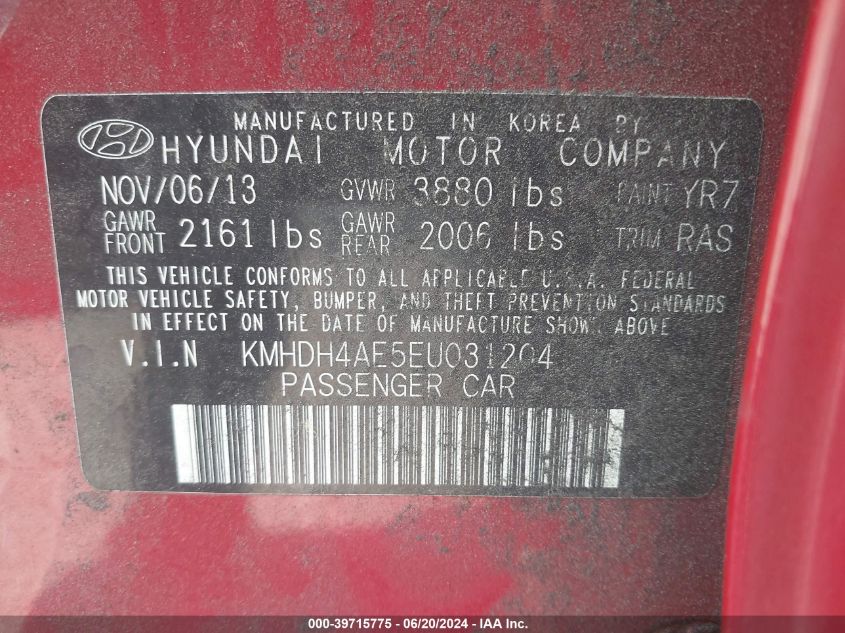 MANUFACTURED IN KOREA BY
HYUNDAI MOTOR COMPANY
NOV/06/13 GVWR 3880 lbs PAINT YR7
GAWR FRONT 2161 lbs GAWR REAR 2006 lbs TRIM RAS
THIS VEHICLE CONFORMS TO ALL APPLICABLE U.S.A. FEDERAL
MOTOR VEHICLE SAFETY, BUMPER, AND THEFT PREVENTION STANDARDS
IN EFFECT ON THE DATE OF MANUFACTURE SHOWN ABOVE
V.I.N KMHDH4AE5EU031204
PASSENGER CAR
000-39715775 - 06/20/2024 - IAA Inc.